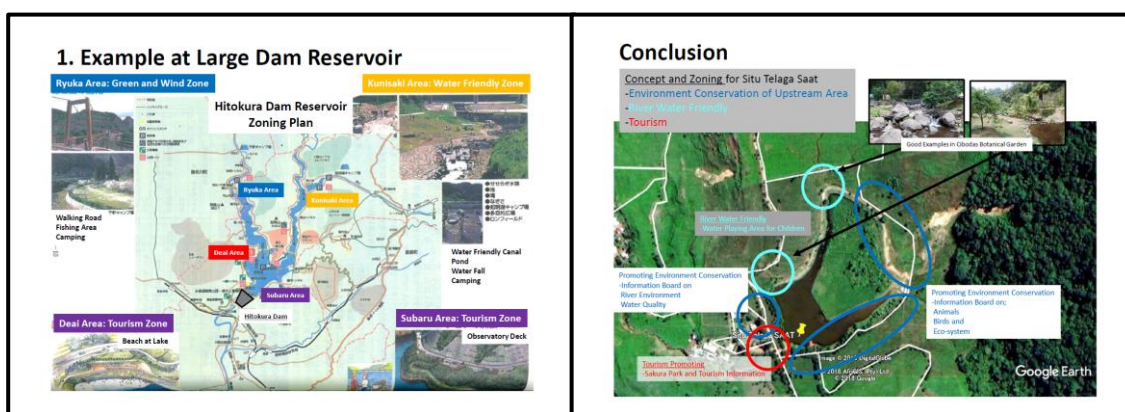 1. Example at Large Dam Reservoir
Ryuka Area: Green and Wind Zone
Kunisaki Area: Water Friendly Zone
Hitokura Dam Reservoir
Zoning Plan
Ryuka Area
Kunisaki Area
Walking Road
Fishing Area
Camping
Deai Area
Subaru Area
Hitokura Dam
Water Friendly Canal
Pond
Water Fall
Camping
Deai Area: Tourism Zone
Beach at Lake
Subaru Area: Tourism Zone
Observatory Deck
Conclusion
Concept and Zoning for Situ Telaga Saat
-Environment Conservation of Upstream Area
-River Water Friendly
-Tourism
Good Examples in Cibodas Botanical Garden
River Water Friendly
- Water Playing Area for Children
Promoting Environment Conservation
-Information Board on
River Environment
Water Quality
Promoting Environment Conservation
-Information Board on;
Animals
Birds and
Eco-system
SAAT
Tourism Promoting
-Sakura Park and Tourism Information
© 2018 Google
Google Earth